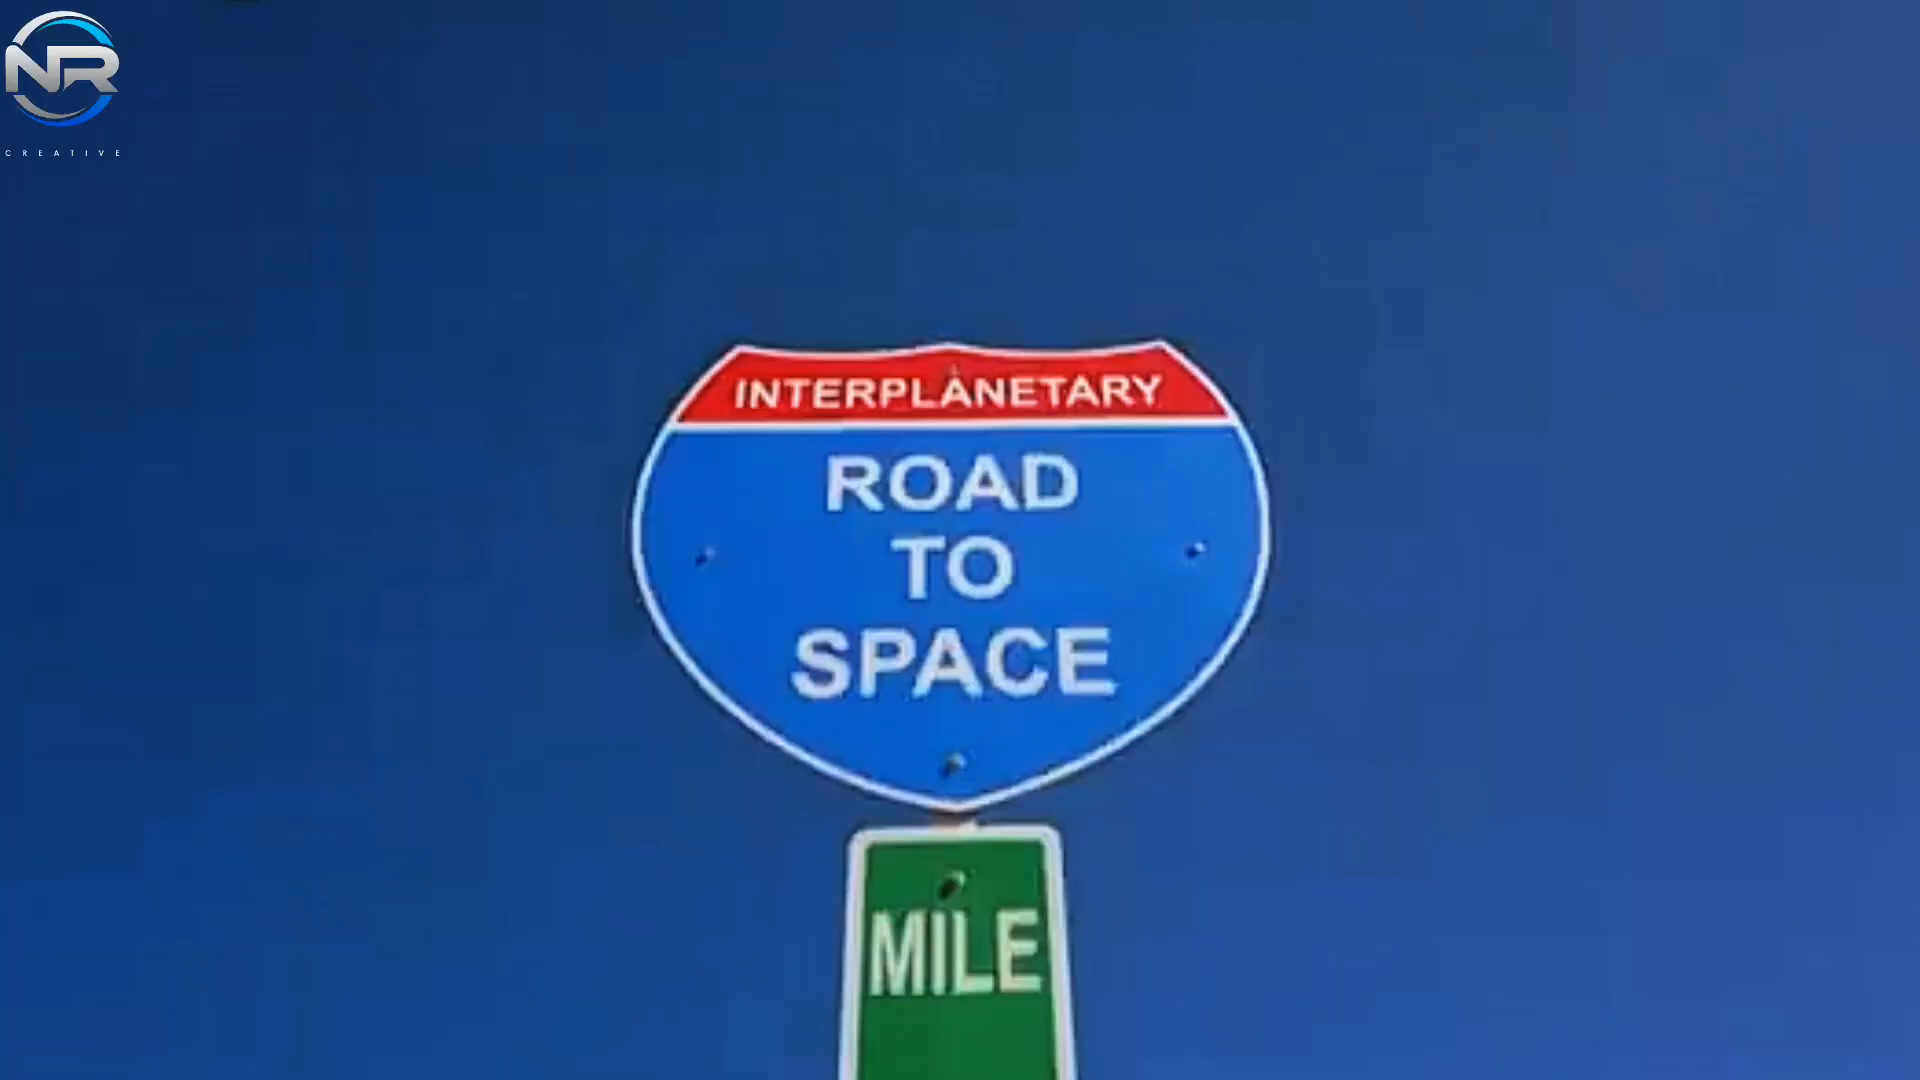 NR
CREATIVE
INTERPLANETARY
ROAD
TO
SPACE
MILE